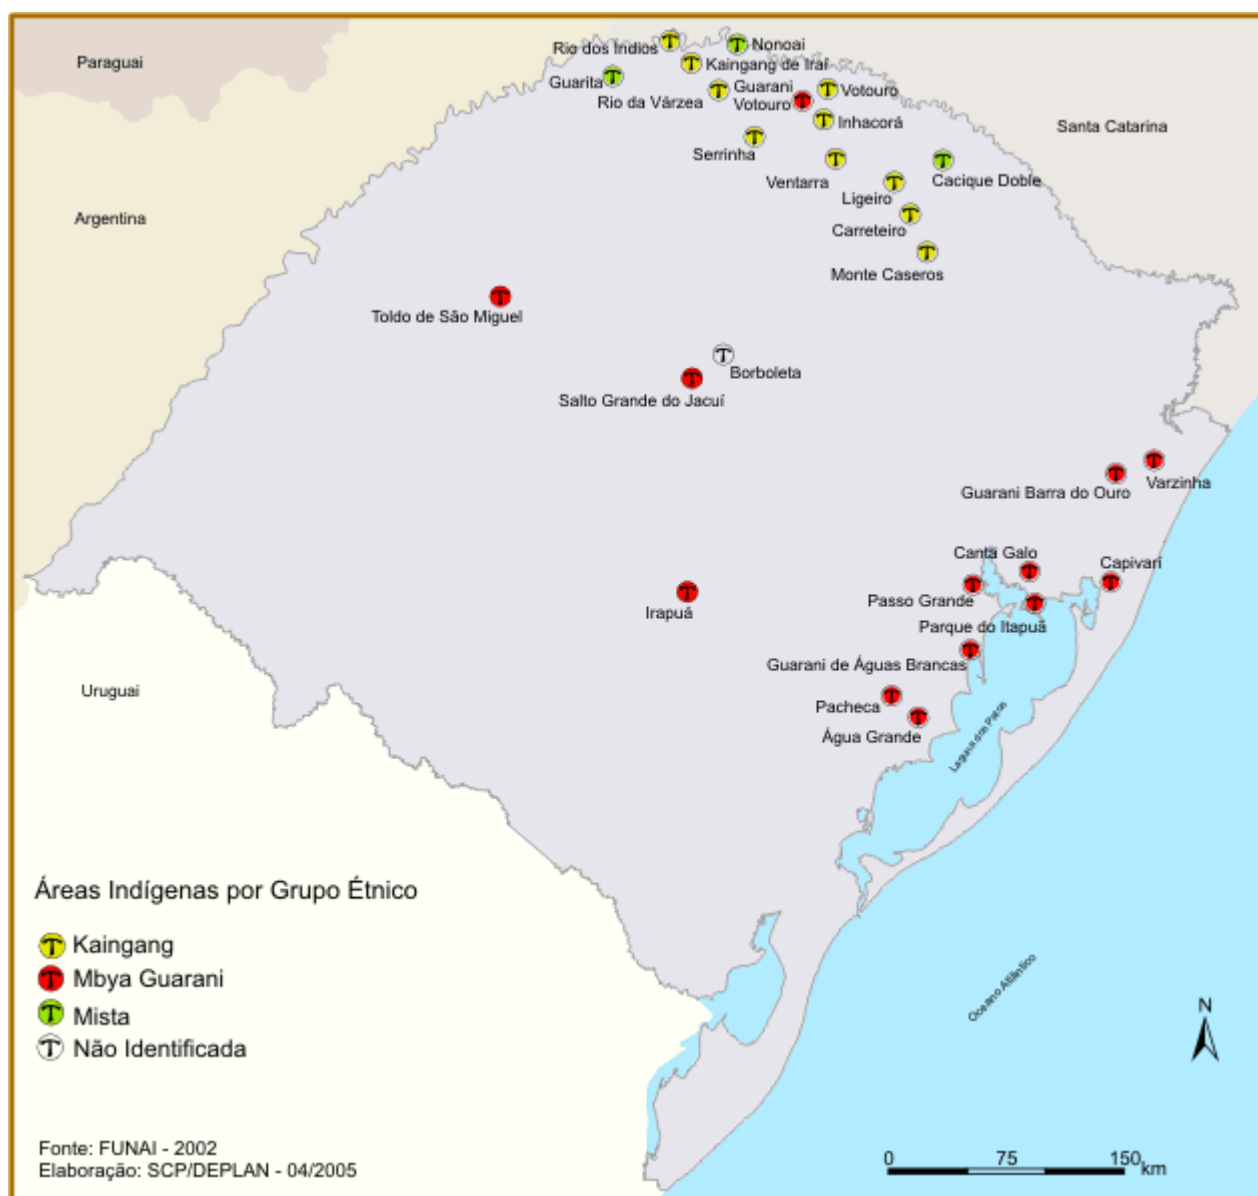 Paraguai
Rio dos Indios
Nonoai
Kaingang de Iraí
Guarita
Rio da Várzea
Guarani
Votouro
Votouro
Inhacorá
Santa Catarina
Serrinha
Ventarra
Cacique Doble
Ligeiro
Argentina
Carreteiro
Monte Caseros
Toldo de São Miguel
Borboleta
Salto Grande do Jacuí
Guarani Barra do Ouro
Varzinha
Canta Galo
Capivari
Passo Grande
Irapuá
Parque do Itapuã
Guarani de Águas Brancas
Uruguai
Pacheca
Água Grande
Laguna dos Patos
Áreas Indígenas por Grupo Étnico
Kaingang
Mbya Guarani
Mista
Não Identificada
Oceano Atlântico
N
Fonte: FUNAI - 2002
Elaboração: SCP/DEPLAN - 04/2005
0 75 150 km